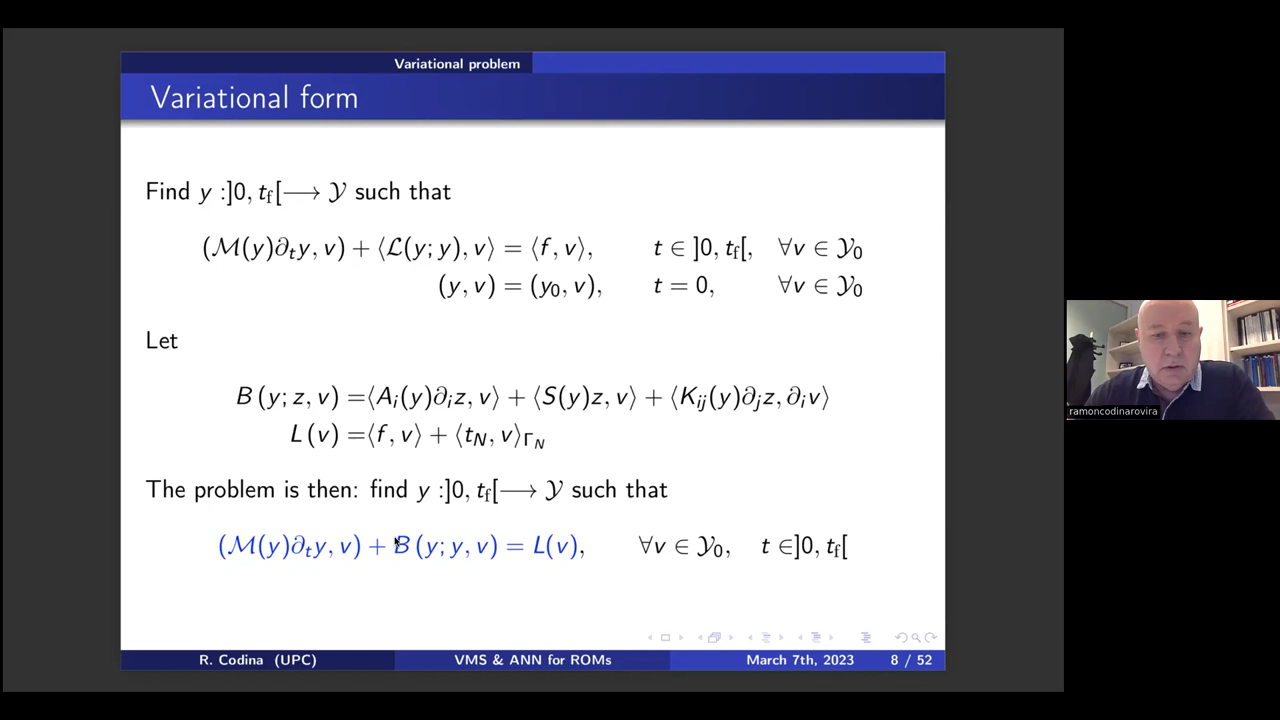 Variational problem
Variational form
Find y :]0, t_f[⟶ 𝒴 such that
(ℳ(y)∂_t y, v) + ⟨ℒ(y; y), v⟩ = ⟨f, v⟩, t ∈ ]0, t_f[, ∀v ∈ 𝒴_0
(y, v) = (y_0, v), t = 0, ∀v ∈ 𝒴_0
Let
B (y; z, v) =⟨A_i(y)∂_i z, v⟩ + ⟨S(y)z, v⟩ + ⟨K_ij(y)∂_j z, ∂_i v⟩
L (v) =⟨f, v⟩ + ⟨t_N, v⟩_Γ_N
The problem is then: find y :]0, t_f[⟶ 𝒴 such that
(ℳ(y)∂_t y, v) + B (y; y, v) = L(v), ∀v ∈ 𝒴_0, t ∈]0, t_f[
R. Codina (UPC) VMS & ANN for ROMs March 7th, 2023 8 / 52
ramoncodinarovira